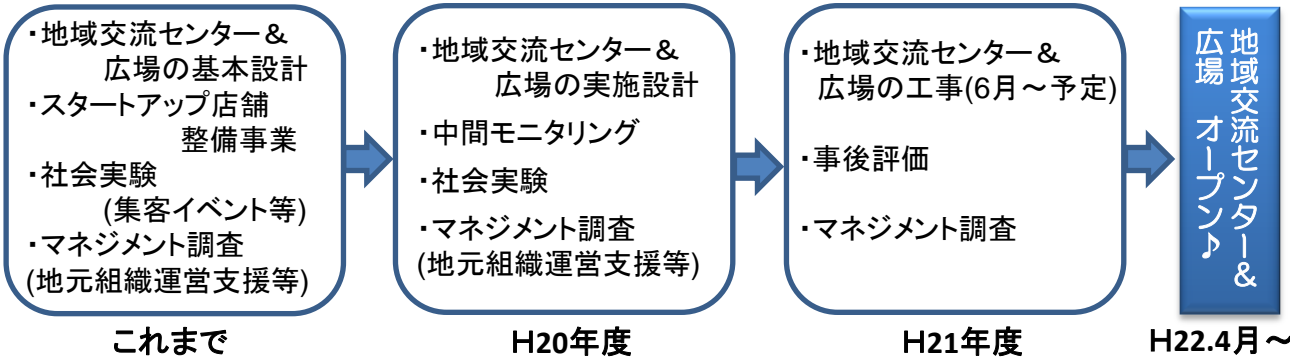 ・地域交流センター＆
広場の基本設計
・スタートアップ店舗
整備事業
・社会実験
(集客イベント等)
・マネジメント調査
(地元組織運営支援等)
これまで
・地域交流センター＆
広場の実施設計
・中間モニタリング
・社会実験
・マネジメント調査
(地元組織運営支援等)
H20年度
・地域交流センター＆
広場の工事(6月～予定)
・事後評価
・マネジメント調査
H21年度
地域交流センター&
広場　オープン♪
H22.4月～